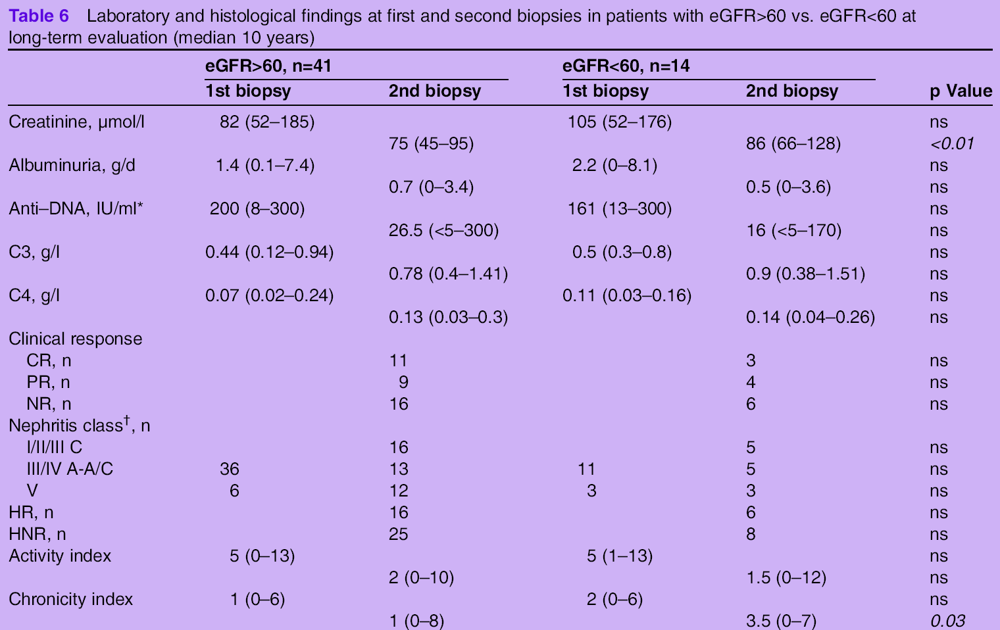 Table 6 Laboratory and histological findings at first and second biopsies in patients with eGFR>60 vs. eGFR<60 at
long-term evaluation (median 10 years)
eGFR>60, n=41 eGFR<60, n=14
1st biopsy 2nd biopsy 1st biopsy 2nd biopsy p Value
Creatinine, μmol/l 82 (52–185) 105 (52–176) ns
75 (45–95) 86 (66–128) <0.01
Albuminuria, g/d 1.4 (0.1–7.4) 2.2 (0–8.1) ns
0.7 (0–3.4) 0.5 (0–3.6) ns
Anti–DNA, IU/ml* 200 (8–300) 161 (13–300) ns
26.5 (<5–300) 16 (<5–170) ns
C3, g/l 0.44 (0.12–0.94) 0.5 (0.3–0.8) ns
0.78 (0.4–1.41) 0.9 (0.38–1.51) ns
C4, g/l 0.07 (0.02–0.24) 0.11 (0.03–0.16) ns
0.13 (0.03–0.3) 0.14 (0.04–0.26) ns
Clinical response
CR, n 11 3 ns
PR, n 9 4 ns
NR, n 16 6 ns
Nephritis class†, n
I/II/III C 16 5 ns
III/IV A-A/C 36 13 11 5 ns
V 6 12 3 3 ns
HR, n 16 6 ns
HNR, n 25 8 ns
Activity index 5 (0–13) 5 (1–13) ns
2 (0–10) 1.5 (0–12) ns
Chronicity index 1 (0–6) 2 (0–6) ns
1 (0–8) 3.5 (0–7) 0.03